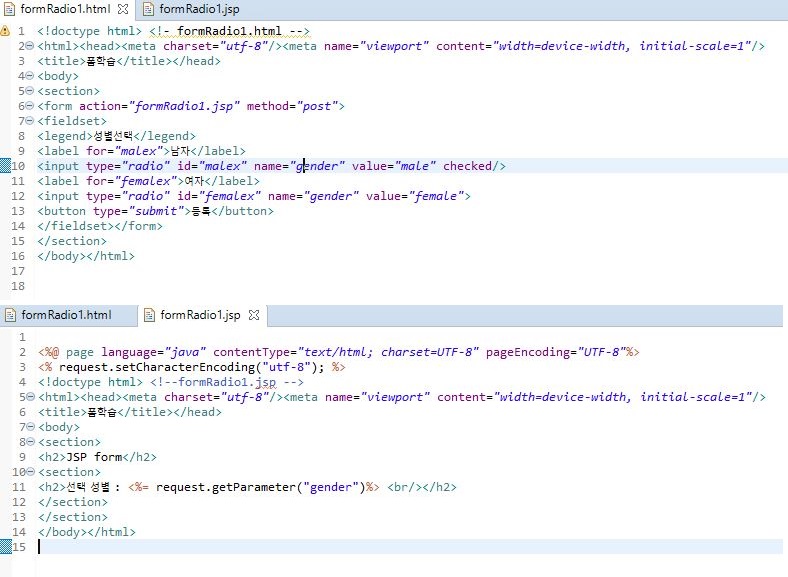 formRadio1.html formRadio1.jsp
1 <!doctype html> <!- formRadio1.html -->
2 <html><head><meta charset="utf-8"/><meta name="viewport" content="width=device-width, initial-scale=1"/>
3 <title>폼학습</title></head>
4 <body>
5 <section>
6 <form action="formRadio1.jsp" method="post">
7 <fieldset>
8 <legend>성별선택</legend>
9 <label for="malex">남자</label>
10 <input type="radio" id="malex" name="gender" value="male" checked/>
11 <label for="femalex">여자</label>
12 <input type="radio" id="femalex" name="gender" value="female">
13 <button type="submit">등록</button>
14 </fieldset></form>
15 </section>
16 </body></html>
17
18
formRadio1.html formRadio1.jsp
1
2 <%@ page language="java" contentType="text/html; charset=UTF-8" pageEncoding="UTF-8"%>
3 <% request.setCharacterEncoding("utf-8"); %>
4 <!doctype html> <!--formRadio1.jsp -->
5 <html><head><meta charset="utf-8"/><meta name="viewport" content="width=device-width, initial-scale=1"/>
6 <title>폼학습</title></head>
7 <body>
8 <section>
9 <h2>JSP form</h2>
10 <section>
11 <h2>선택 성별 : <%= request.getParameter("gender")%> <br/></h2>
12 </section>
13 </section>
14 </body></html>
15